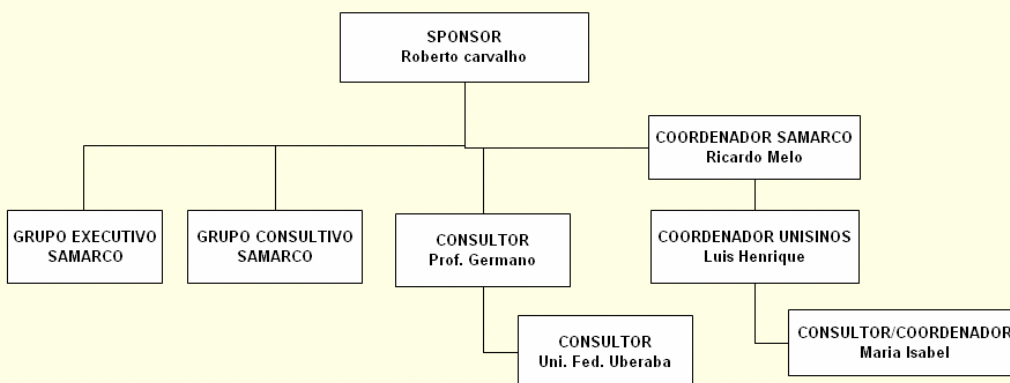 SPONSOR
Roberto carvalho
COORDENADOR SAMARCO
Ricardo Melo
GRUPO EXECUTIVO
SAMARCO
GRUPO CONSULTIVO
SAMARCO
CONSULTOR
Prof. Germano
COORDENADOR UNISINOS
Luis Henrique
CONSULTOR
Uni. Fed. Uberaba
CONSULTOR/COORDENADOR
Maria Isabel